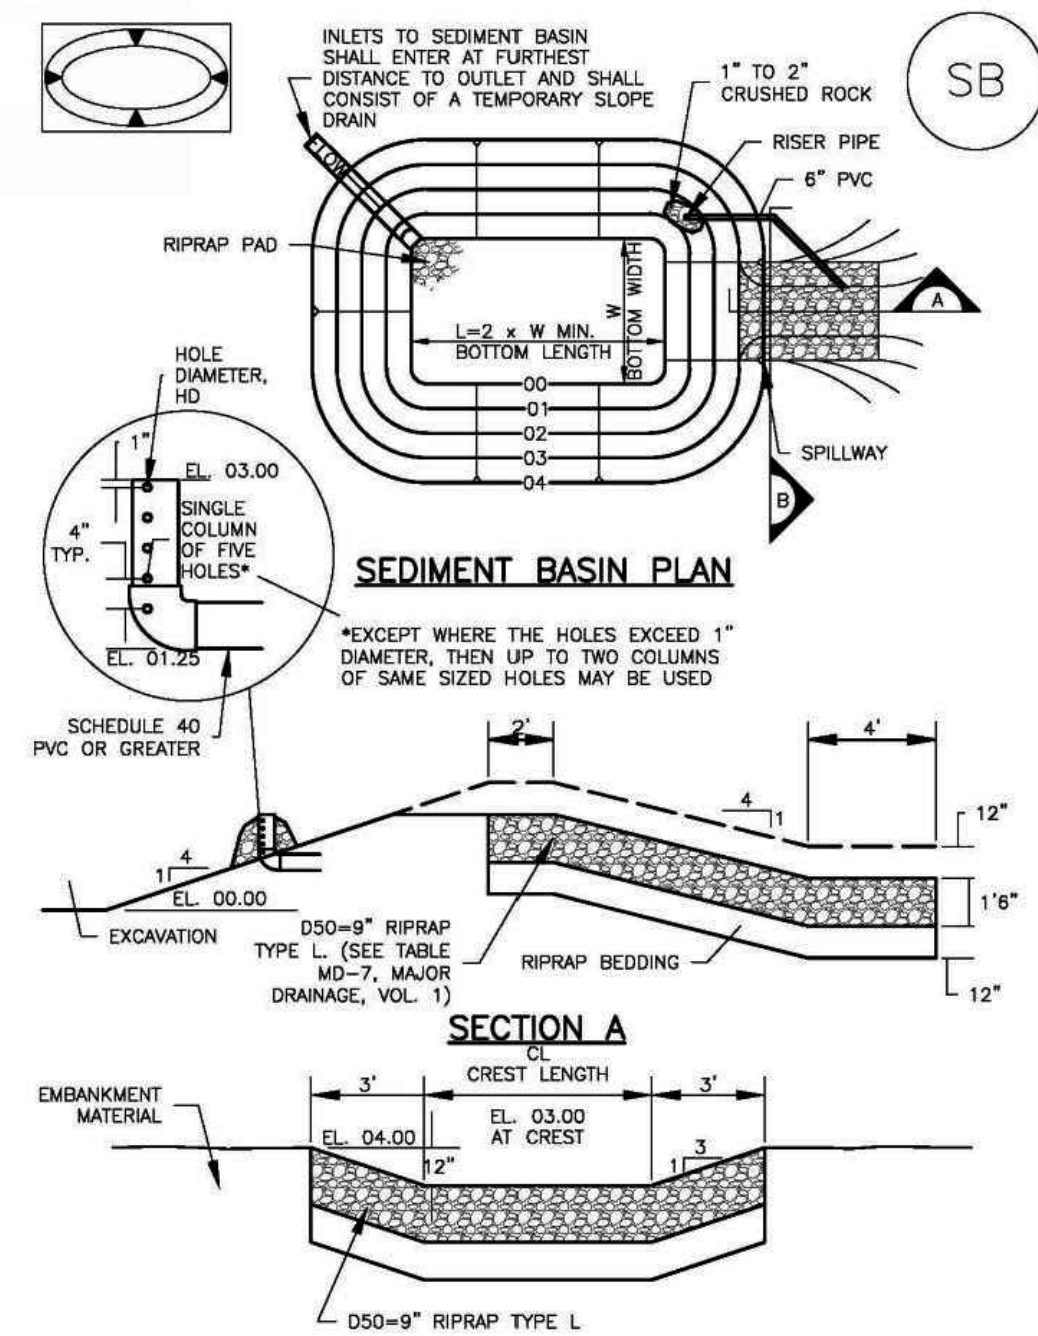 INLETS TO SEDIMENT BASIN
SHALL ENTER AT FURTHEST
DISTANCE TO OUTLET AND SHALL
CONSIST OF A TEMPORARY SLOPE
DRAIN
1" TO 2"
CRUSHED ROCK
SB
RISER PIPE
6" PVC
FLOW
RIPRAP PAD
A
L=2 x W MIN.
BOTTOM LENGTH
W
BOTTOM WIDTH
00
01
02
03
04
SPILLWAY
B
HOLE
DIAMETER,
HD
1"
EL. 03.00
4"
TYP.
SINGLE
COLUMN
OF FIVE
HOLES*
EL. 01.25
SEDIMENT BASIN PLAN
*EXCEPT WHERE THE HOLES EXCEED 1"
DIAMETER, THEN UP TO TWO COLUMNS
OF SAME SIZED HOLES MAY BE USED
SCHEDULE 40
PVC OR GREATER
2'
4'
4
1
12"
4
1
EL. 00.00
EXCAVATION
D50=9" RIPRAP
TYPE L. (SEE TABLE
MD-7, MAJOR
DRAINAGE, VOL. 1)
RIPRAP BEDDING
1'6"
12"
SECTION A
CL
CREST LENGTH
3'
3'
EMBANKMENT
MATERIAL
EL. 04.00
EL. 03.00
AT CREST
12"
3
1
D50=9" RIPRAP TYPE L